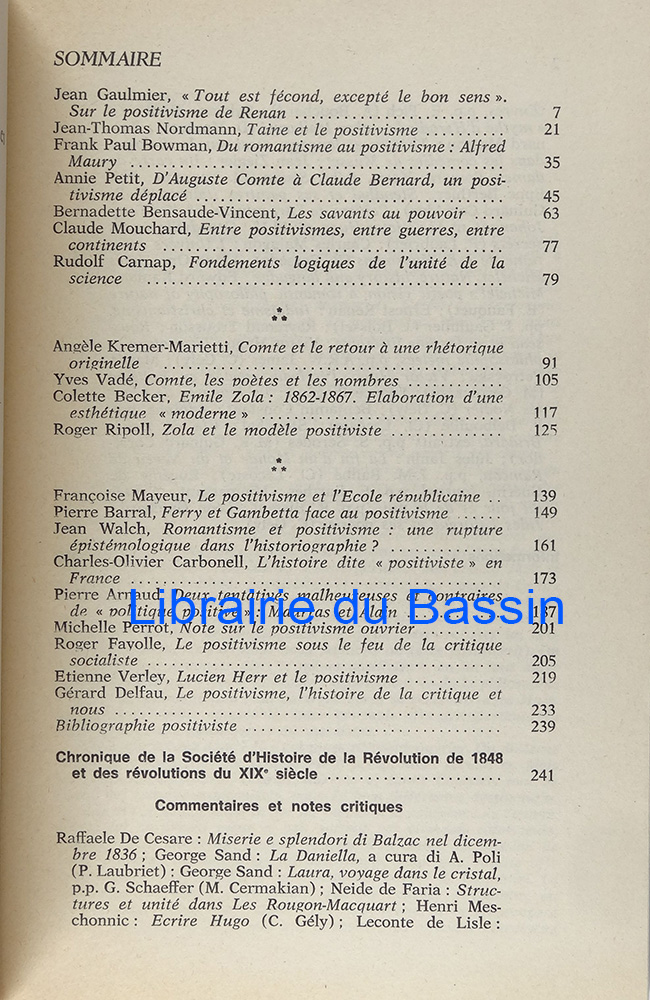 SOMMAIRE
Jean Gaulmier, « Tout est fécond, excepté le bon sens ».
Sur le positivisme de Renan .......................... 7
Jean-Thomas Nordmann, Taine et le positivisme .......... 21
Frank Paul Bowman, Du romantisme au positivisme : Alfred
Maury .............................................. 35
Annie Petit, D'Auguste Comte à Claude Bernard, un posi-
tivisme déplacé ...................................... 45
Bernadette Bensaude-Vincent, Les savants au pouvoir .... 63
Claude Mouchard, Entre positivismes, entre guerres, entre
continents .......................................... 77
Rudolf Carnap, Fondements logiques de l'unité de la
science ............................................ 79
***
Angèle Kremer-Marietti, Comte et le retour à une rhétorique
originelle .......................................... 91
Yves Vadé, Comte, les poètes et les nombres ............ 105
Colette Becker, Emile Zola : 1862-1867. Elaboration d'une
esthétique « moderne » .............................. 117
Roger Ripoll, Zola et le modèle positiviste .............. 125
***
Françoise Mayeur, Le positivisme et l'Ecole républicaine .. 139
Pierre Barral, Ferry et Gambetta face au positivisme ...... 149
Jean Walch, Romantisme et positivisme : une rupture
épistémologique dans l'historiographie ? .............. 161
Charles-Olivier Carbonell, L'histoire dite « positiviste » en
France .............................................. 173
Pierre Arnaud, Deux tentatives malheureuses et contraires
de « politique positive » : Maurras et Alain .......... 187
Librairie du Bassin
Michelle Perrot, Note sur le positivisme ouvrier .......... 201
Roger Fayolle, Le positivisme sous le feu de la critique
socialiste ............................................ 205
Etienne Verley, Lucien Herr et le positivisme ............ 219
Gérard Delfau, Le positivisme, l'histoire de la critique et
nous ................................................ 233
Bibliographie positiviste ................................ 239
Chronique de la Société d'Histoire de la Révolution de 1848
et des révolutions du XIXe siècle ...................... 241
Commentaires et notes critiques
Raffaele De Cesare : Miserie e splendori di Balzac nel dicem-
bre 1836 ; George Sand : La Daniella, a cura di A. Poli
(P. Laubriet) : George Sand : Laura, voyage dans le cristal,
p.p. G. Schaeffer (M. Cermakian) ; Neide de Faria : Struc-
tures et unité dans Les Rougon-Macquart ; Henri Mes-
chonnic : Ecrire Hugo (C. Gély) ; Leconte de Lisle :